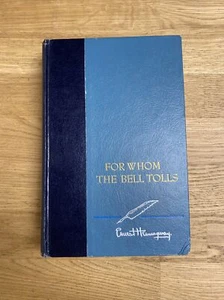 FOR WHOM
THE BELL TOLLS
Ernest Hemingway